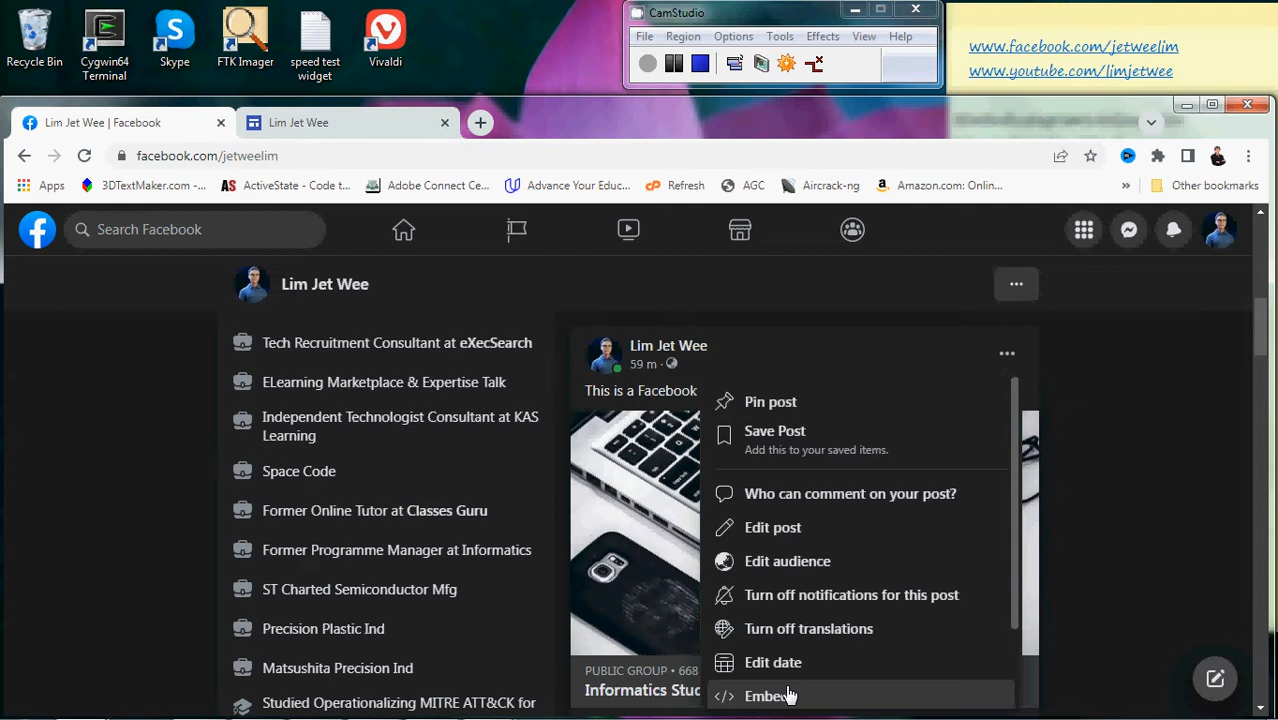 CamStudio
File Region Options Tools Effects View Help
www.facebook.com/jetweelim
www.youtube.com/limjetwee
Recycle Bin
Cygwin64 Terminal
Skype
FTK Imager
speed test widget
Vivaldi
Lim Jet Wee | Facebook
Lim Jet Wee
facebook.com/jetweelim
Apps 3DTextMaker.com -... ActiveState - Code t... Adobe Connect Ce... Advance Your Educ... Refresh AGC Aircrack-ng Amazon.com: Onlin... » Other bookmarks
Search Facebook
Lim Jet Wee
Tech Recruitment Consultant at eXecSearch
ELearning Marketplace & Expertise Talk
Independent Technologist Consultant at KAS
Learning
Space Code
Former Online Tutor at Classes Guru
Former Programme Manager at Informatics
ST Charted Semiconductor Mfg
Precision Plastic Ind
Matsushita Precision Ind
Studied Operationalizing MITRE ATT&CK for
Lim Jet Wee
59 m ·
This is a Facebook
Pin post
Save Post
Add this to your saved items.
Who can comment on your post?
Edit post
Edit audience
Turn off notifications for this post
Turn off translations
Edit date
PUBLIC GROUP • 668
Informatics Stu